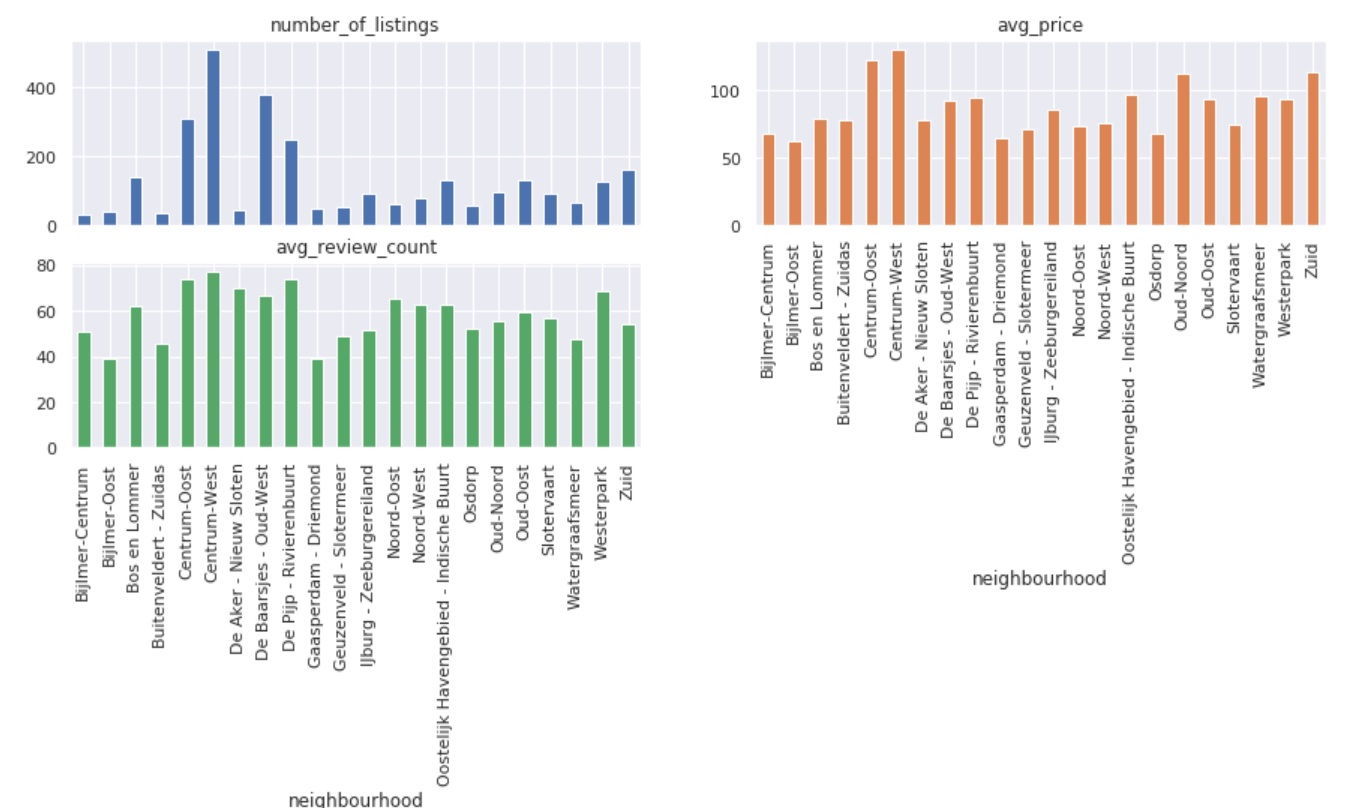 number_of_listings
400
200
0
avg_review_count
80
60
40
20
0
Bijlmer-Centrum
Bijlmer-Oost
Bos en Lommer
Buitenveldert - Zuidas
Centrum-Oost
Centrum-West
De Aker - Nieuw Sloten
De Baarsjes - Oud-West
De Pijp - Rivierenbuurt
Gaasperdam - Driemond
Geuzenveld - Slotermeer
IJburg - Zeeburgereiland
Noord-Oost
Noord-West
Oostelijk Havengebied - Indische Buurt
Osdorp
Oud-Noord
Oud-Oost
Slotervaart
Watergraafsmeer
Westerpark
Zuid
neighbourhood
avg_price
100
50
0
Bijlmer-Centrum
Bijlmer-Oost
Bos en Lommer
Buitenveldert - Zuidas
Centrum-Oost
Centrum-West
De Aker - Nieuw Sloten
De Baarsjes - Oud-West
De Pijp - Rivierenbuurt
Gaasperdam - Driemond
Geuzenveld - Slotermeer
IJburg - Zeeburgereiland
Noord-Oost
Noord-West
Oostelijk Havengebied - Indische Buurt
Osdorp
Oud-Noord
Oud-Oost
Slotervaart
Watergraafsmeer
Westerpark
Zuid
neighbourhood